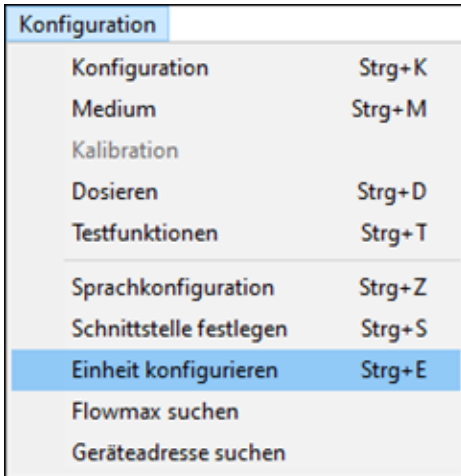 Konfiguration
Konfiguration Strg+K
Medium Strg+M
Kalibration
Dosieren Strg+D
Testfunktionen Strg+T
Sprachkonfiguration Strg+Z
Schnittstelle festlegen Strg+S
Einheit konfigurieren Strg+E
Flowmax suchen
Geräteadresse suchen